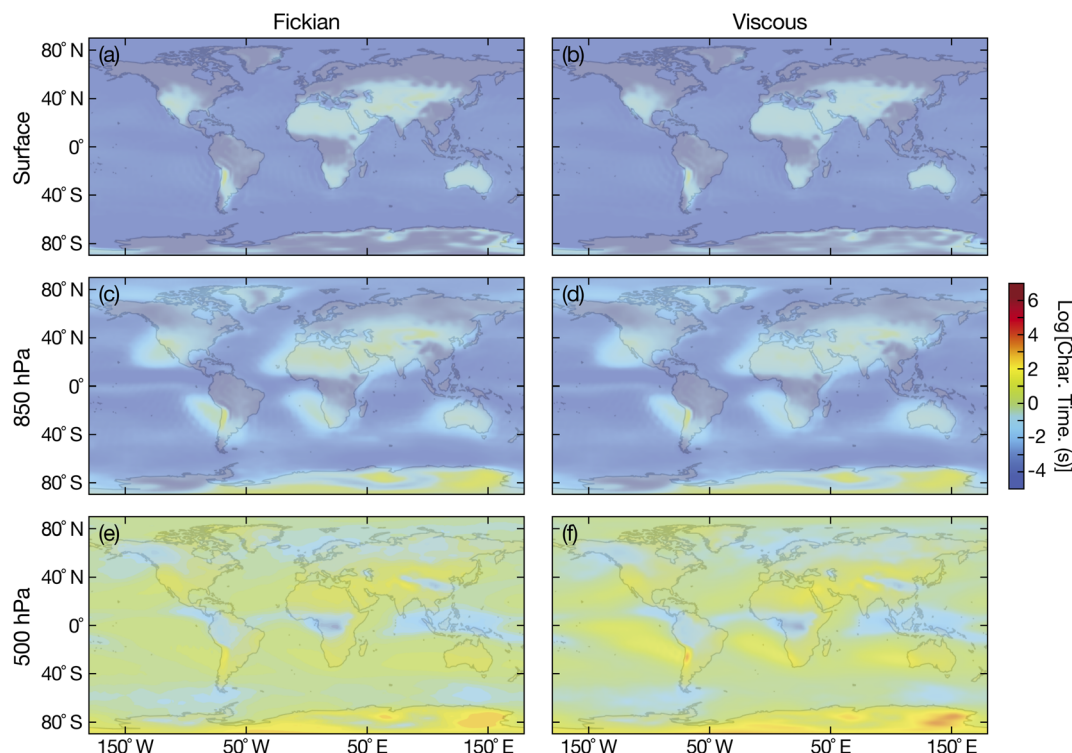 Fickian Viscous
Surface
80° N (a) (b)
40° N
0°
40° S
80° S
850 hPa
80° N (c) (d)
40° N
0°
40° S
80° S
6
4
2
0
-2
-4
Log[Char. Time. (s)]
500 hPa
80° N (e) (f)
40° N
0°
40° S
80° S
150° W 50° W 50° E 150° E 150° W 50° W 50° E 150° E